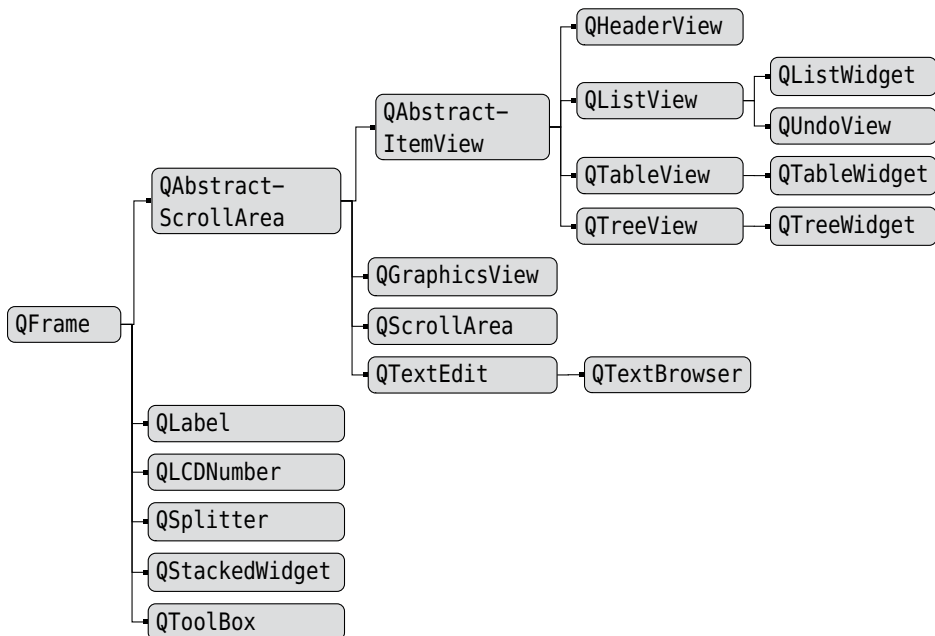 QHeaderView
QListView
QListWidget
QUndoView
QAbstract-
ItemView
QTableView
QTableWidget
QTreeView
QTreeWidget
QAbstract-
ScrollArea
QGraphicsView
QScrollArea
QTextEdit
QTextBrowser
QFrame
QLabel
QLCDNumber
QSplitter
QStackedWidget
QToolBox